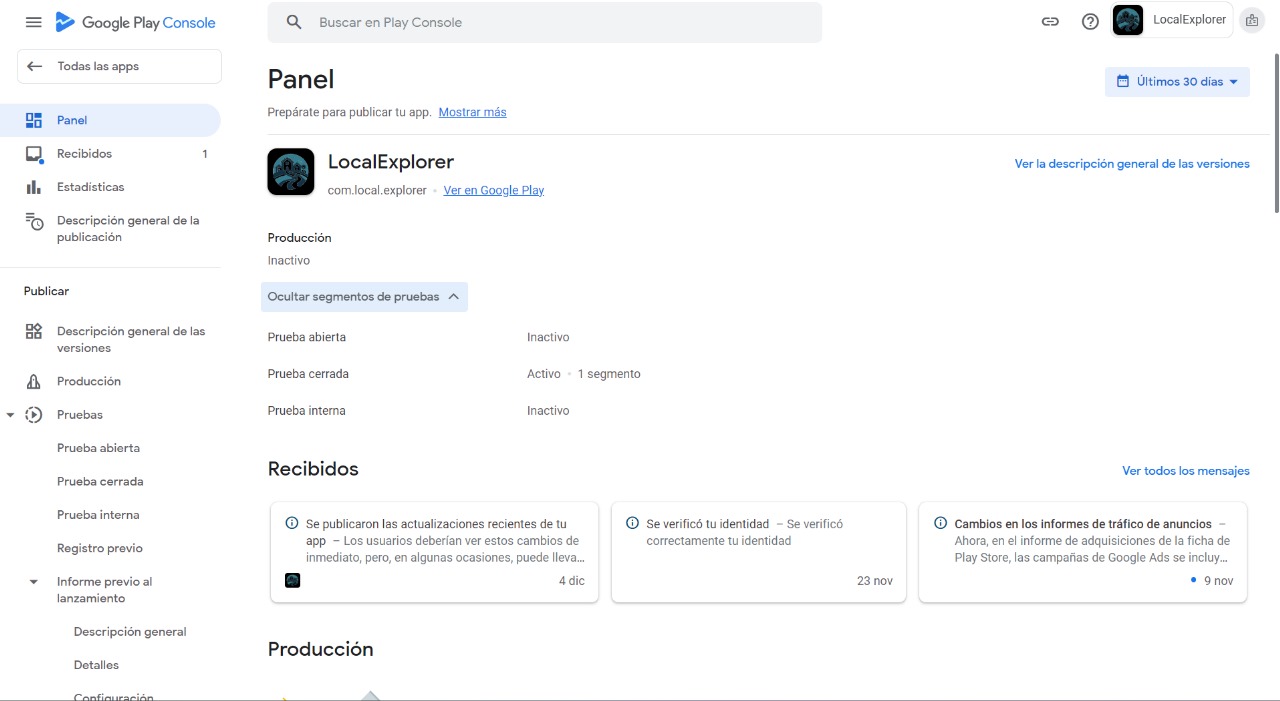 Google Play Console
Buscar en Play Console
LocalExplorer
Todas las apps
Panel
Recibidos 1
Estadísticas
Descripción general de la
publicación
Publicar
Descripción general de las
versiones
Producción
Pruebas
Prueba abierta
Prueba cerrada
Prueba interna
Registro previo
Informe previo al
lanzamiento
Descripción general
Detalles
Configuración
Panel
Últimos 30 días
Prepárate para publicar tu app. Mostrar más
LocalExplorer
com.local.explorer • Ver en Google Play
Ver la descripción general de las versiones
Producción
Inactivo
Ocultar segmentos de pruebas
Prueba abierta Inactivo
Prueba cerrada Activo • 1 segmento
Prueba interna Inactivo
Recibidos
Ver todos los mensajes
Se publicaron las actualizaciones recientes de tu
app – Los usuarios deberían ver estos cambios de
inmediato, pero, en algunas ocasiones, puede lleva...
4 dic
Se verificó tu identidad – Se verificó
correctamente tu identidad
23 nov
Cambios en los informes de tráfico de anuncios –
Ahora, en el informe de adquisiciones de la ficha de
Play Store, las campañas de Google Ads se incluy...
9 nov
Producción